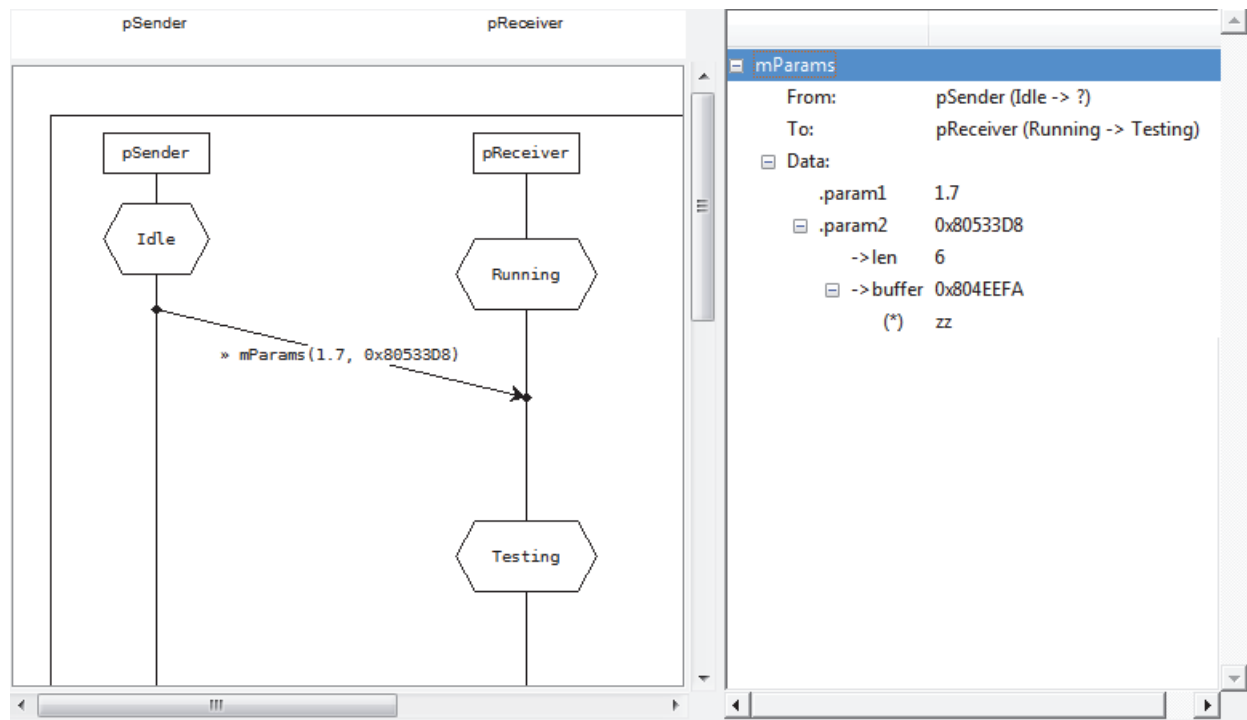 pSender pReceiver
pSender pReceiver
Idle
Running
» mParams(1.7, 0x80533D8)
Testing
mParams
From: pSender (Idle -> ?)
To: pReceiver (Running -> Testing)
Data:
.param1 1.7
.param2 0x80533D8
->len 6
->buffer 0x804EEFA
(*) zz